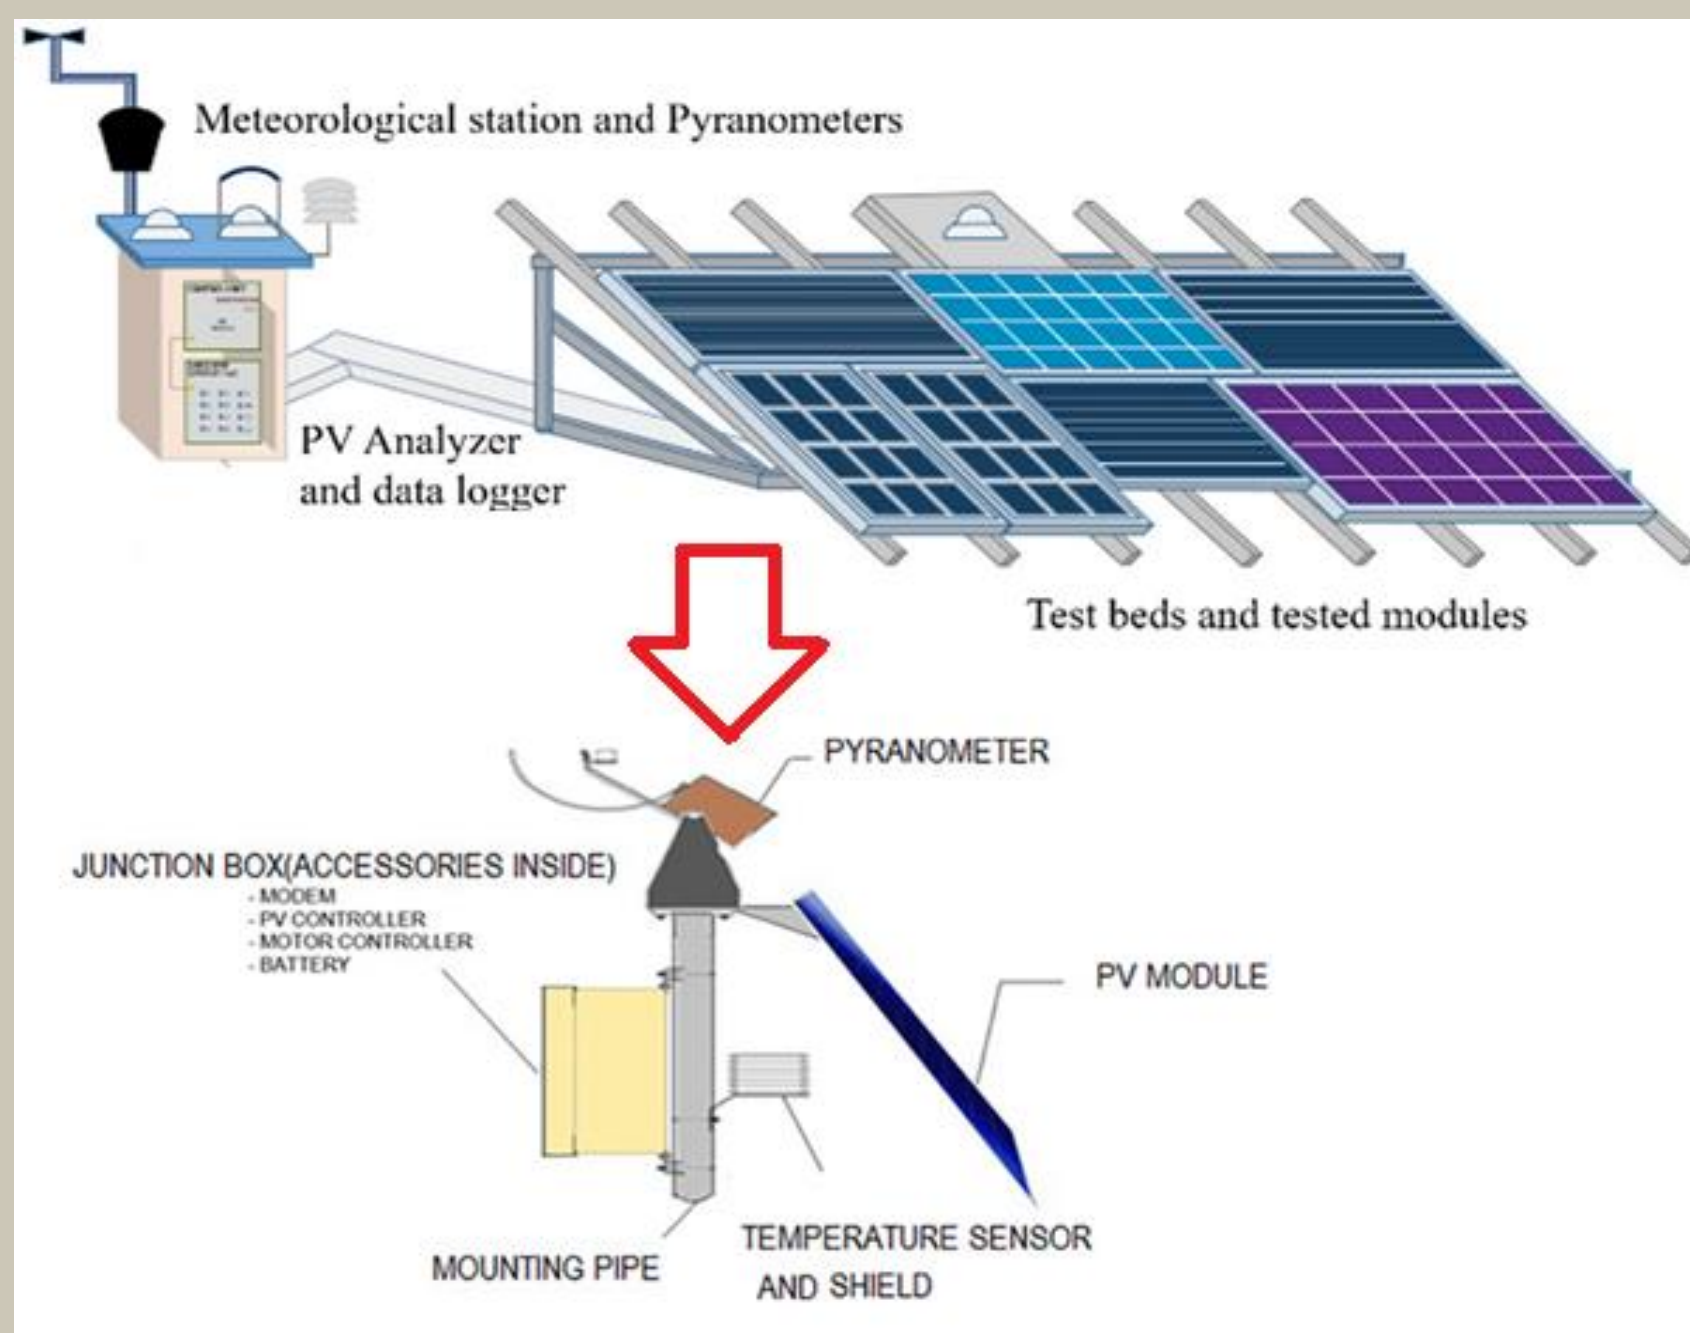 Meteorological station and Pyranometers
PV Analyzer
and data logger
Test beds and tested modules
PYRANOMETER
JUNCTION BOX(ACCESSORIES INSIDE)
- MODEM
- PV CONTROLLER
- MOTOR CONTROLLER
- BATTERY
PV MODULE
TEMPERATURE SENSOR
AND SHIELD
MOUNTING PIPE